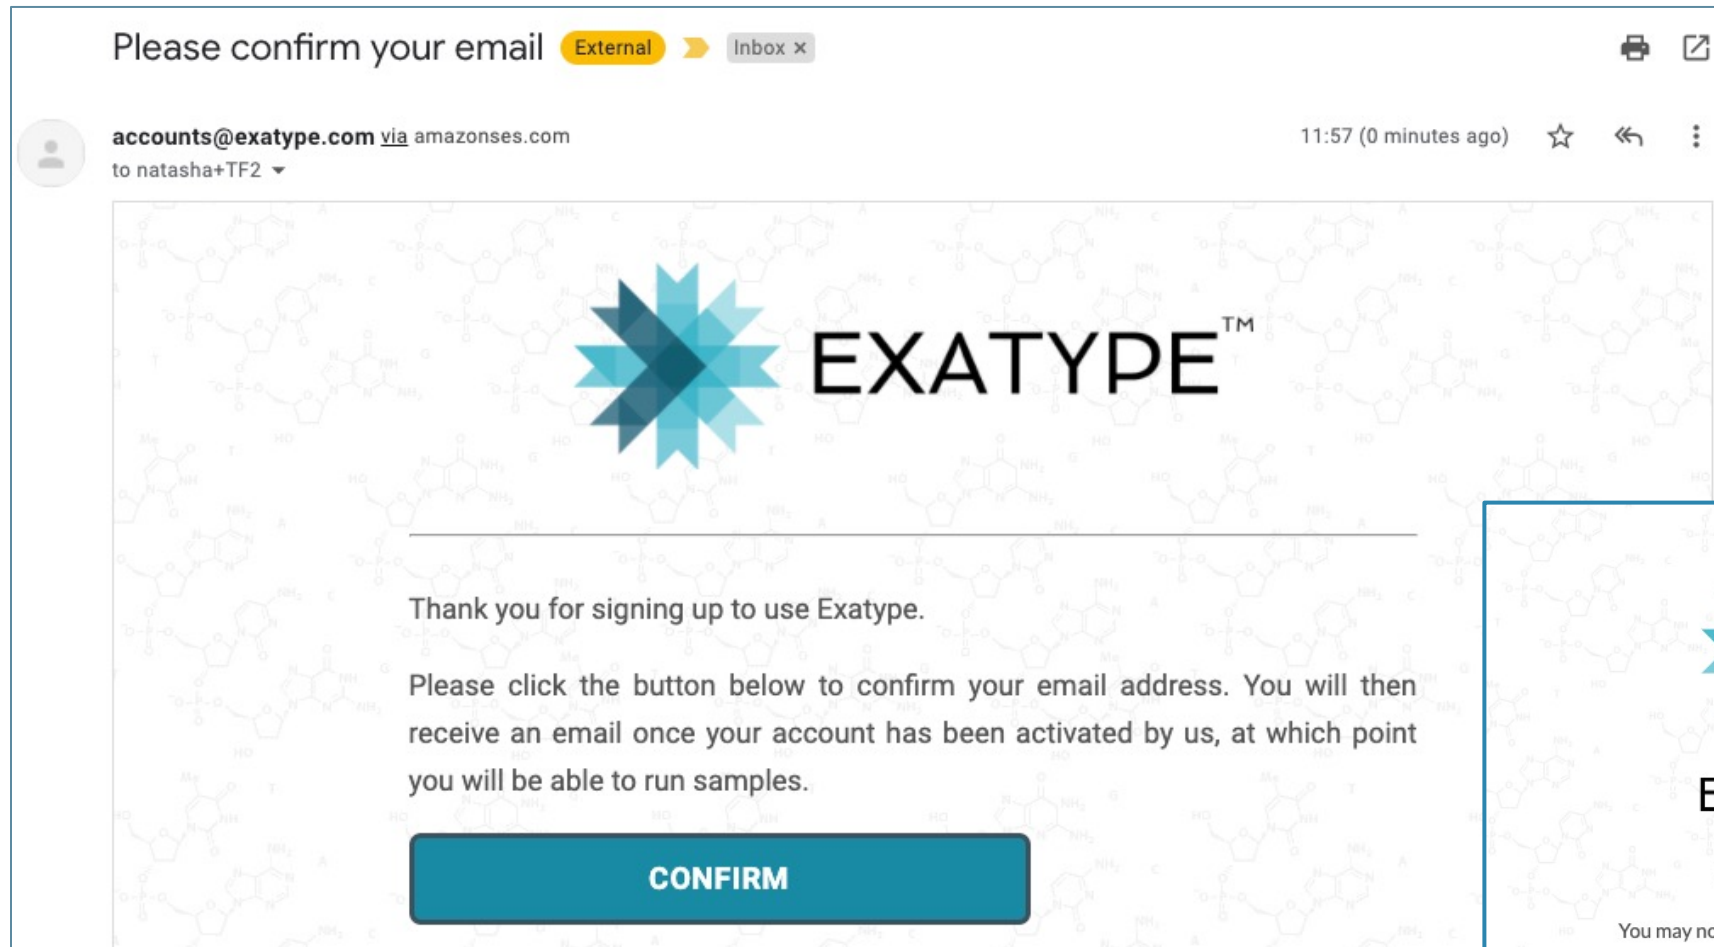 Please confirm your email External Inbox ×
accounts@exatype.com via amazonses.com 11:57 (0 minutes ago)
to natasha+TF2
EXATYPE™
Thank you for signing up to use Exatype.
Please click the button below to confirm your email address. You will then
receive an email once your account has been activated by us, at which point
you will be able to run samples.
CONFIRM
E
You may no